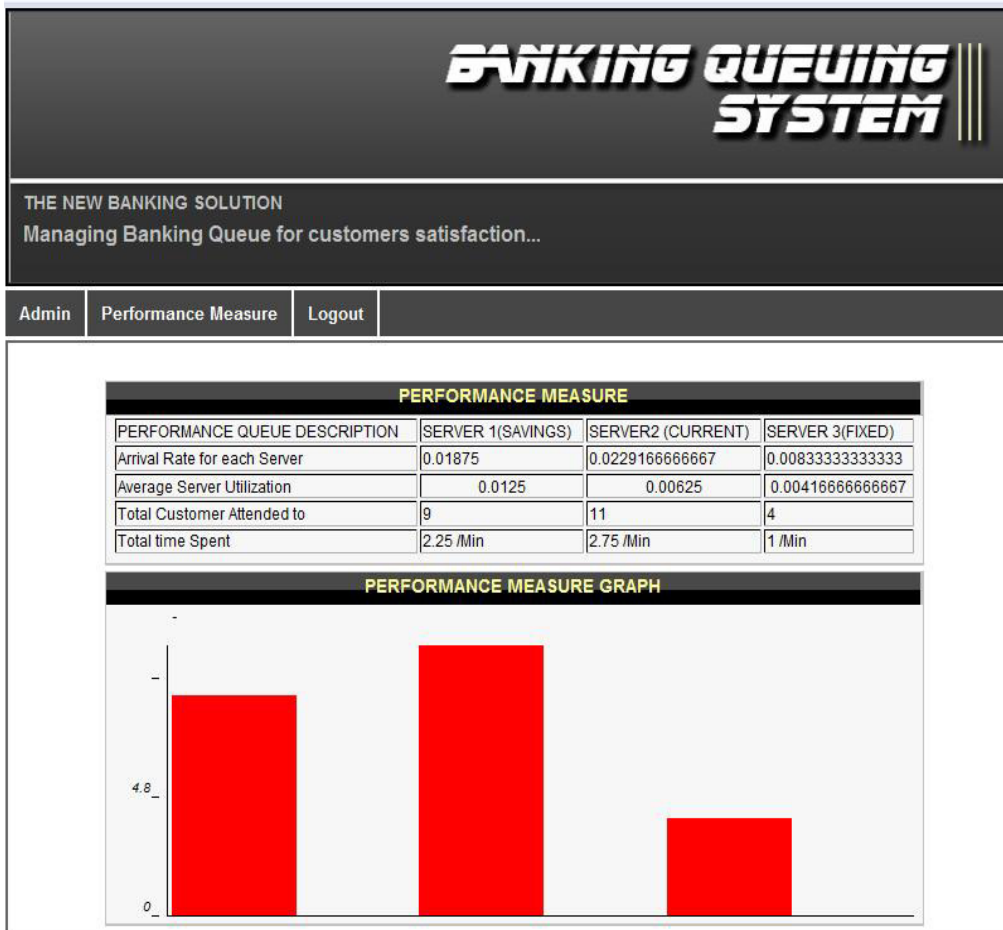 BANKING QUEUING
SYSTEM
THE NEW BANKING SOLUTION
Managing Banking Queue for customers satisfaction...
Admin Performance Measure Logout
PERFORMANCE MEASURE
PERFORMANCE QUEUE DESCRIPTION SERVER 1(SAVINGS) SERVER2 (CURRENT) SERVER 3(FIXED)
Arrival Rate for each Server 0.01875 0.0229166666667 0.00833333333333
Average Server Utilization 0.0125 0.00625 0.00416666666667
Total Customer Attended to 9 11 4
Total time Spent 2.25 /Min 2.75 /Min 1 /Min
PERFORMANCE MEASURE GRAPH
4.8
0